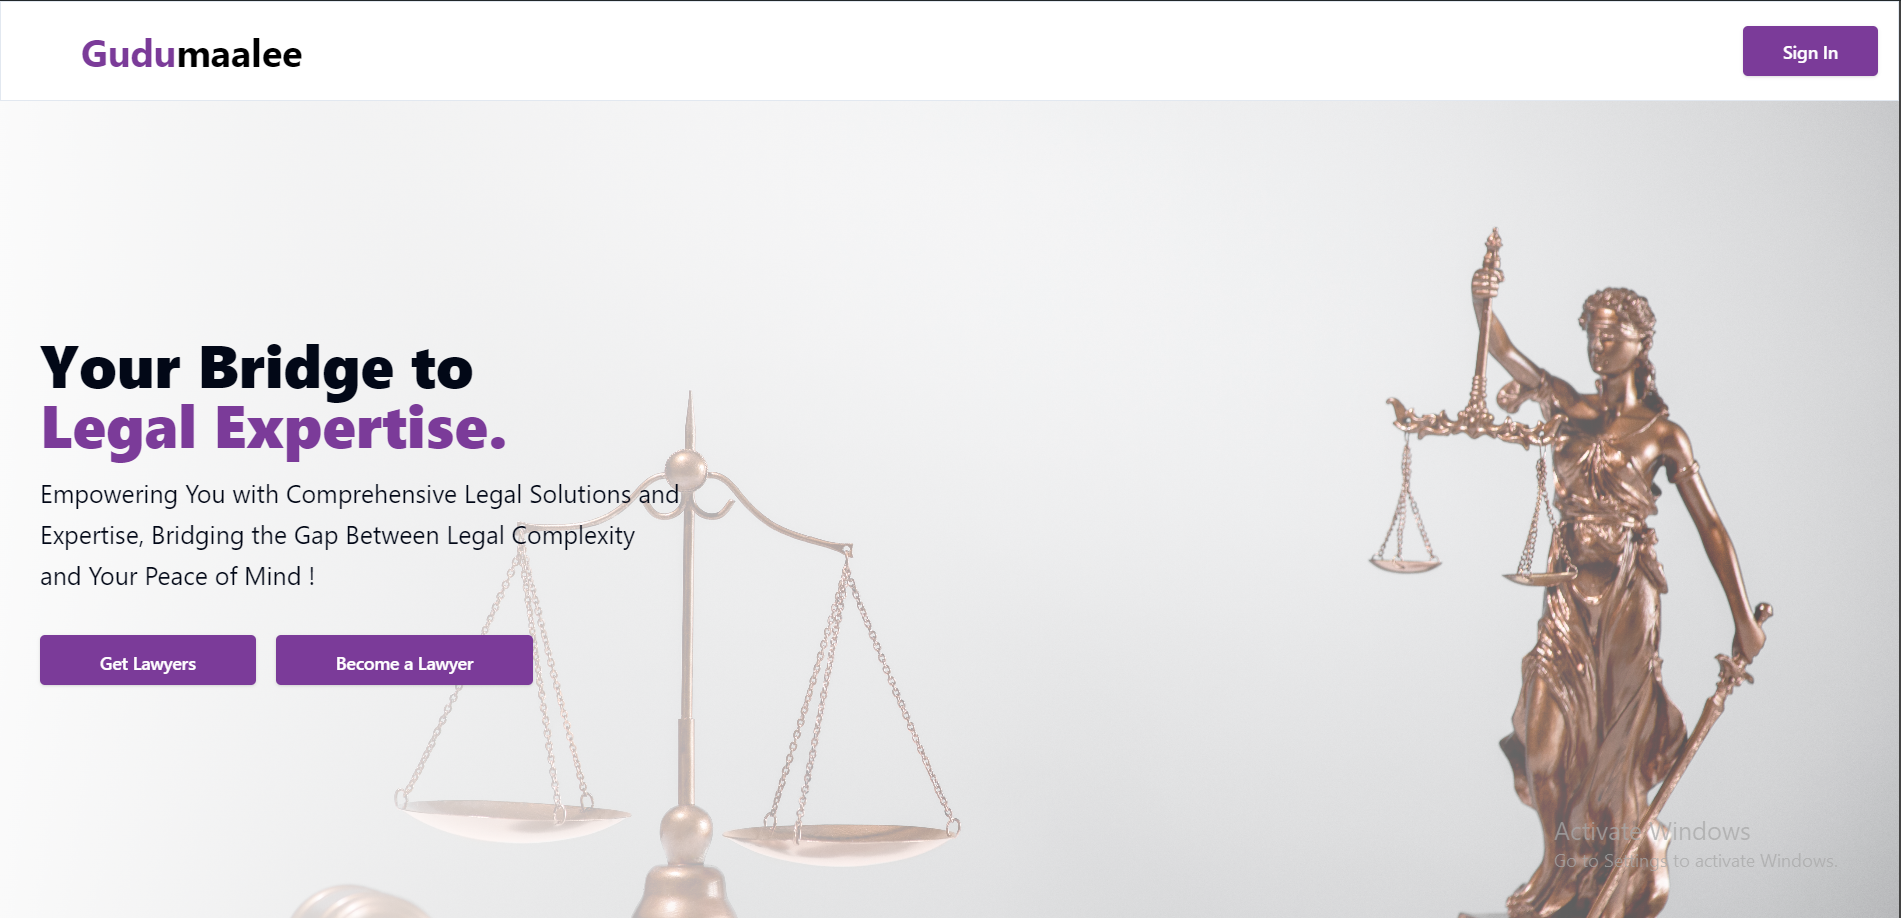 Gudumaalee
Sign In
Your Bridge to
Legal Expertise.
Empowering You with Comprehensive Legal Solutions and
Expertise, Bridging the Gap Between Legal Complexity
and Your Peace of Mind !
Get Lawyers
Become a Lawyer
Activate Windows
Go to Settings to activate Windows.